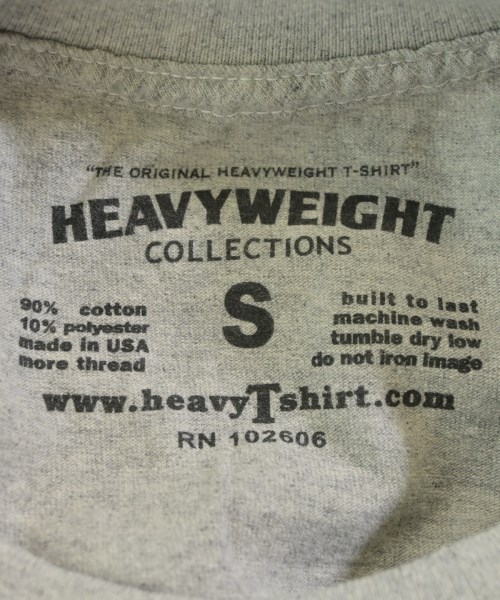 "THE ORIGINAL HEAVYWEIGHT T-SHIRT"
HEAVYWEIGHT
COLLECTIONS
S
90% cotton
10% polyester
made in USA
more thread
built to last
machine wash
tumble dry low
do not iron image
www.heavyTshirt.com
RN 102606